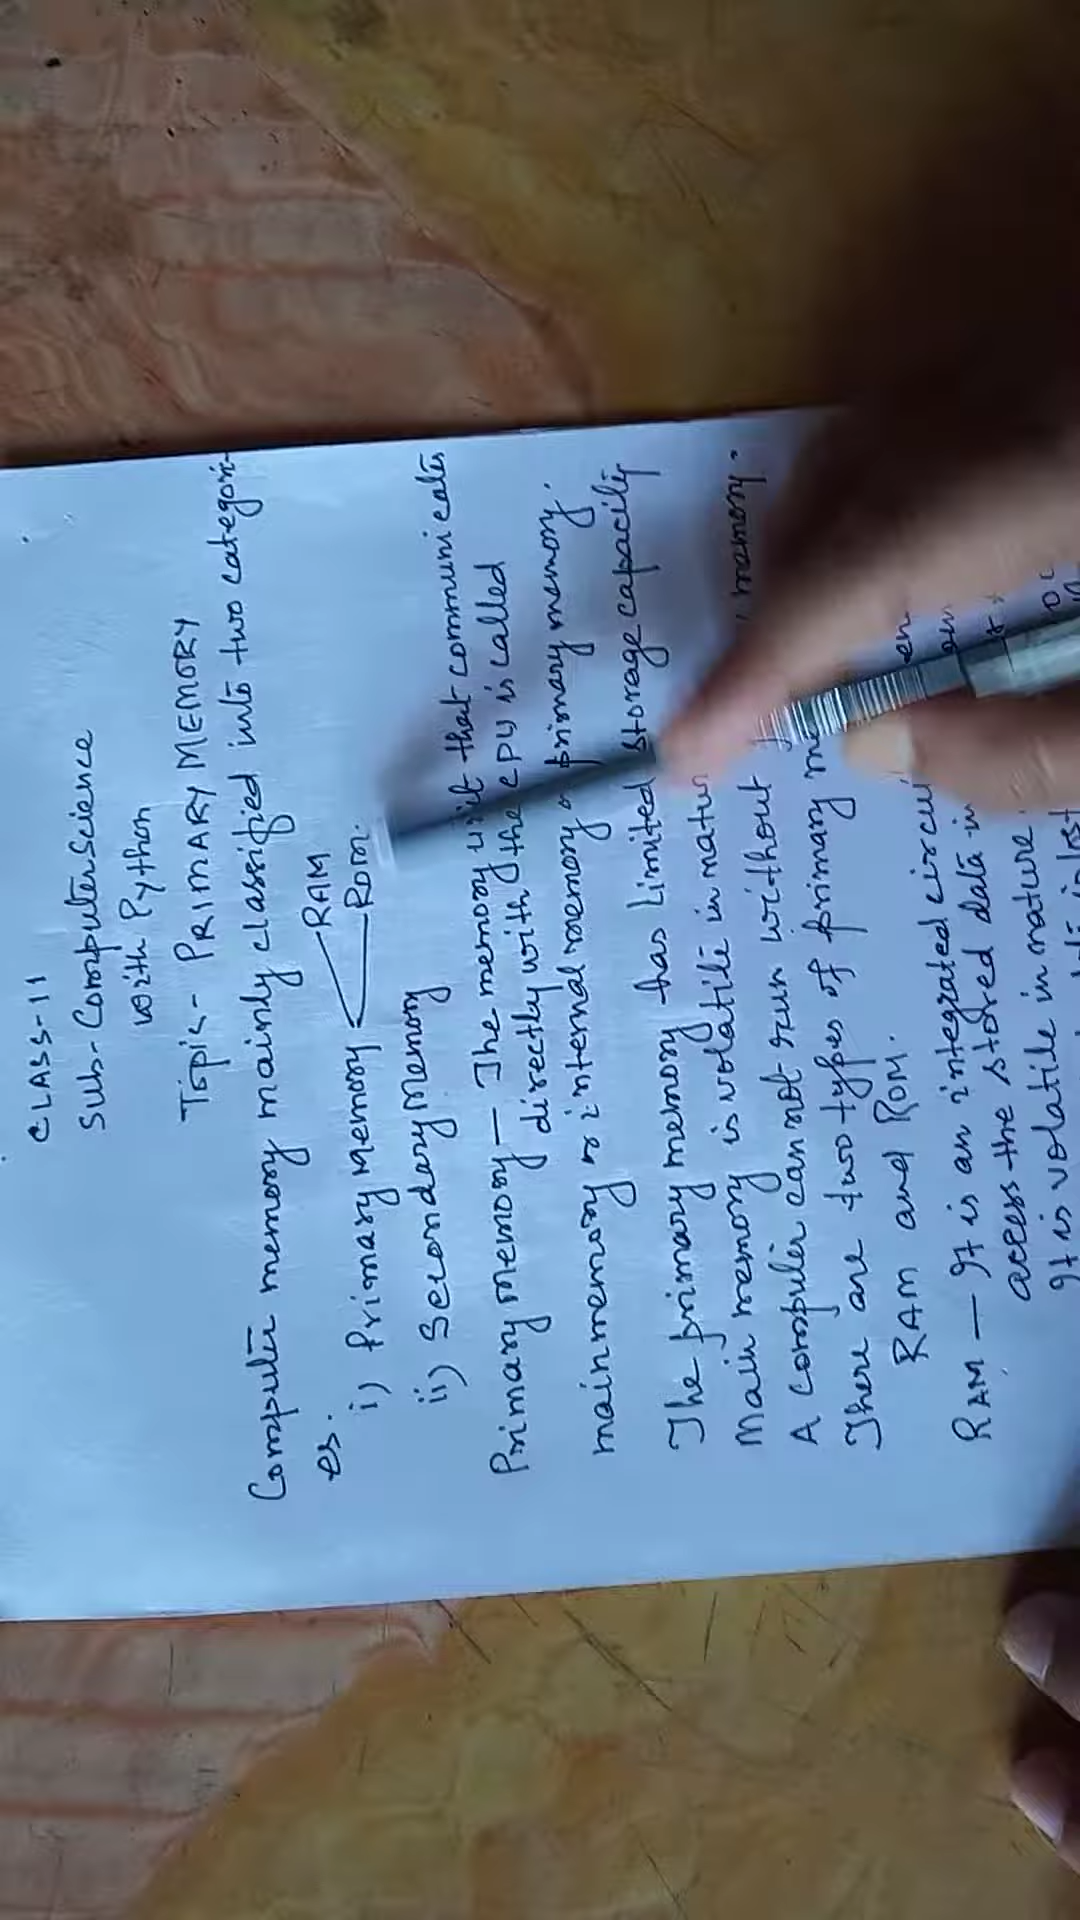 CLASS-11
Sub-Computer Science
with Python
Topic- PRIMARY MEMORY
Computer memory mainly classified into two categori-
es.
RAM
i) Primary Memory ROM.
ii) Secondary Memory
Primary Memory — The memory unit that communicates
directly with the CPU is called
main memory or internal memory or primary memory.
The primary memory has limited storage capacity
Main memory is volatile in natur
A computer can not run without memory.
There are two types of primary me
RAM and ROM.
RAM — It is an integrated circui
access the stored data in
It is volatile in nature.